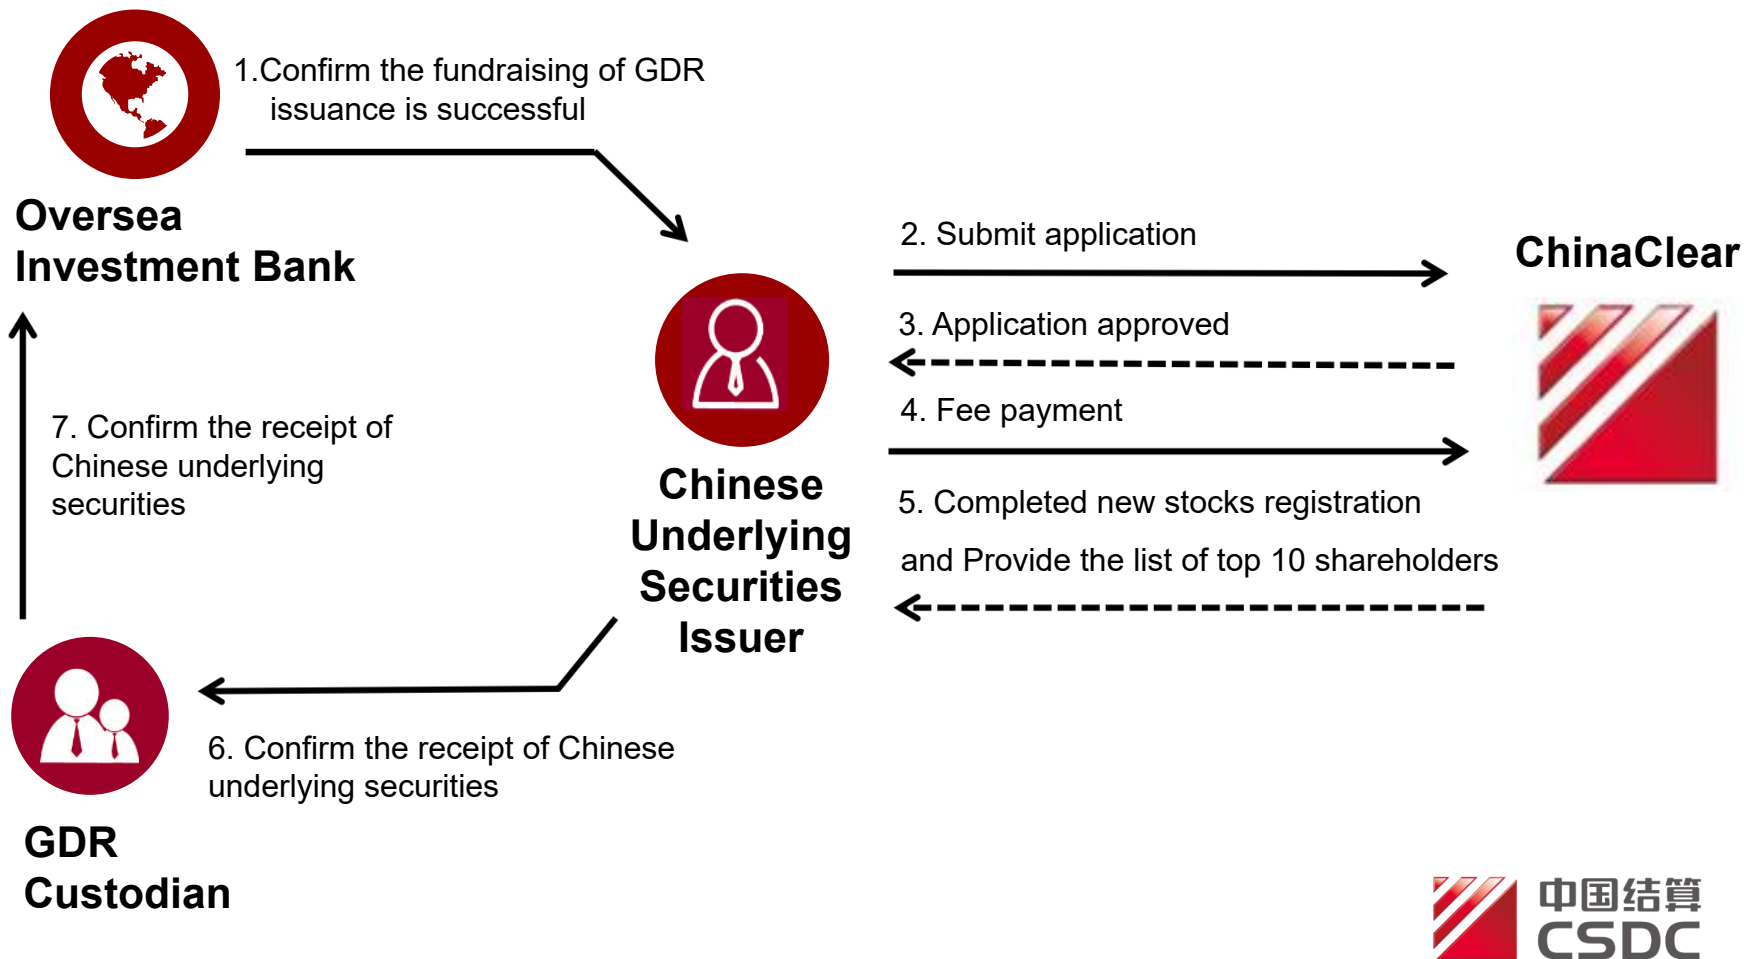 1.Confirm the fundraising of GDR
issuance is successful
Oversea
Investment Bank
2. Submit application
ChinaClear
3. Application approved
4. Fee payment
7. Confirm the receipt of
Chinese underlying
securities
Chinese
Underlying
Securities
Issuer
5. Completed new stocks registration
and Provide the list of top 10 shareholders
6. Confirm the receipt of Chinese
underlying securities
GDR
Custodian
中国结算
CSDC